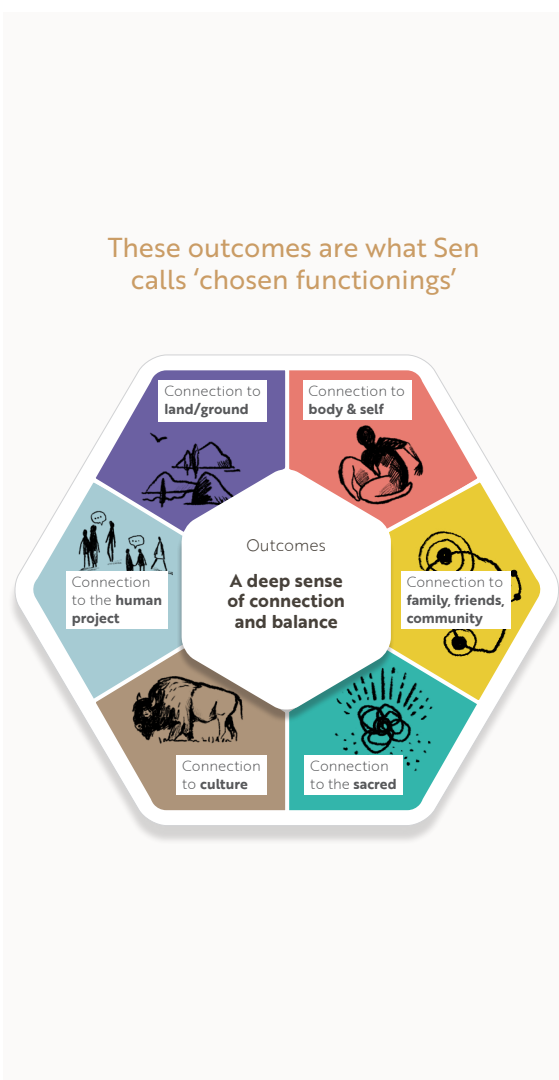 These outcomes are what Sen
calls ‘chosen functionings’
Connection to
land/ground
Connection to
body & self
Outcomes
A deep sense
of connection
and balance
Connection
to the human
project
Connection to
family, friends,
community
Connection
to culture
Connection
to the sacred